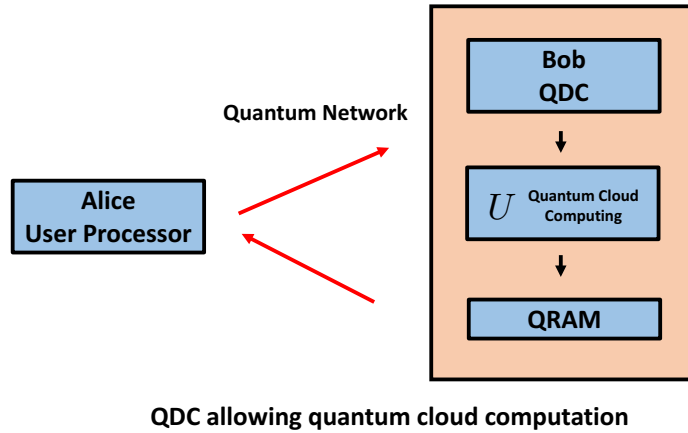 Bob
QDC
Quantum Network
Alice
User Processor
U Quantum Cloud
Computing
QRAM
QDC allowing quantum cloud computation